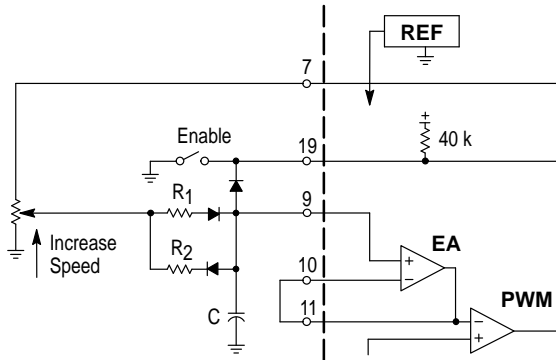 REF
7
Enable
19
+
40 k
R1
9
EA
+
Increase
Speed
R2
10
–
C
11
PWM
–
+